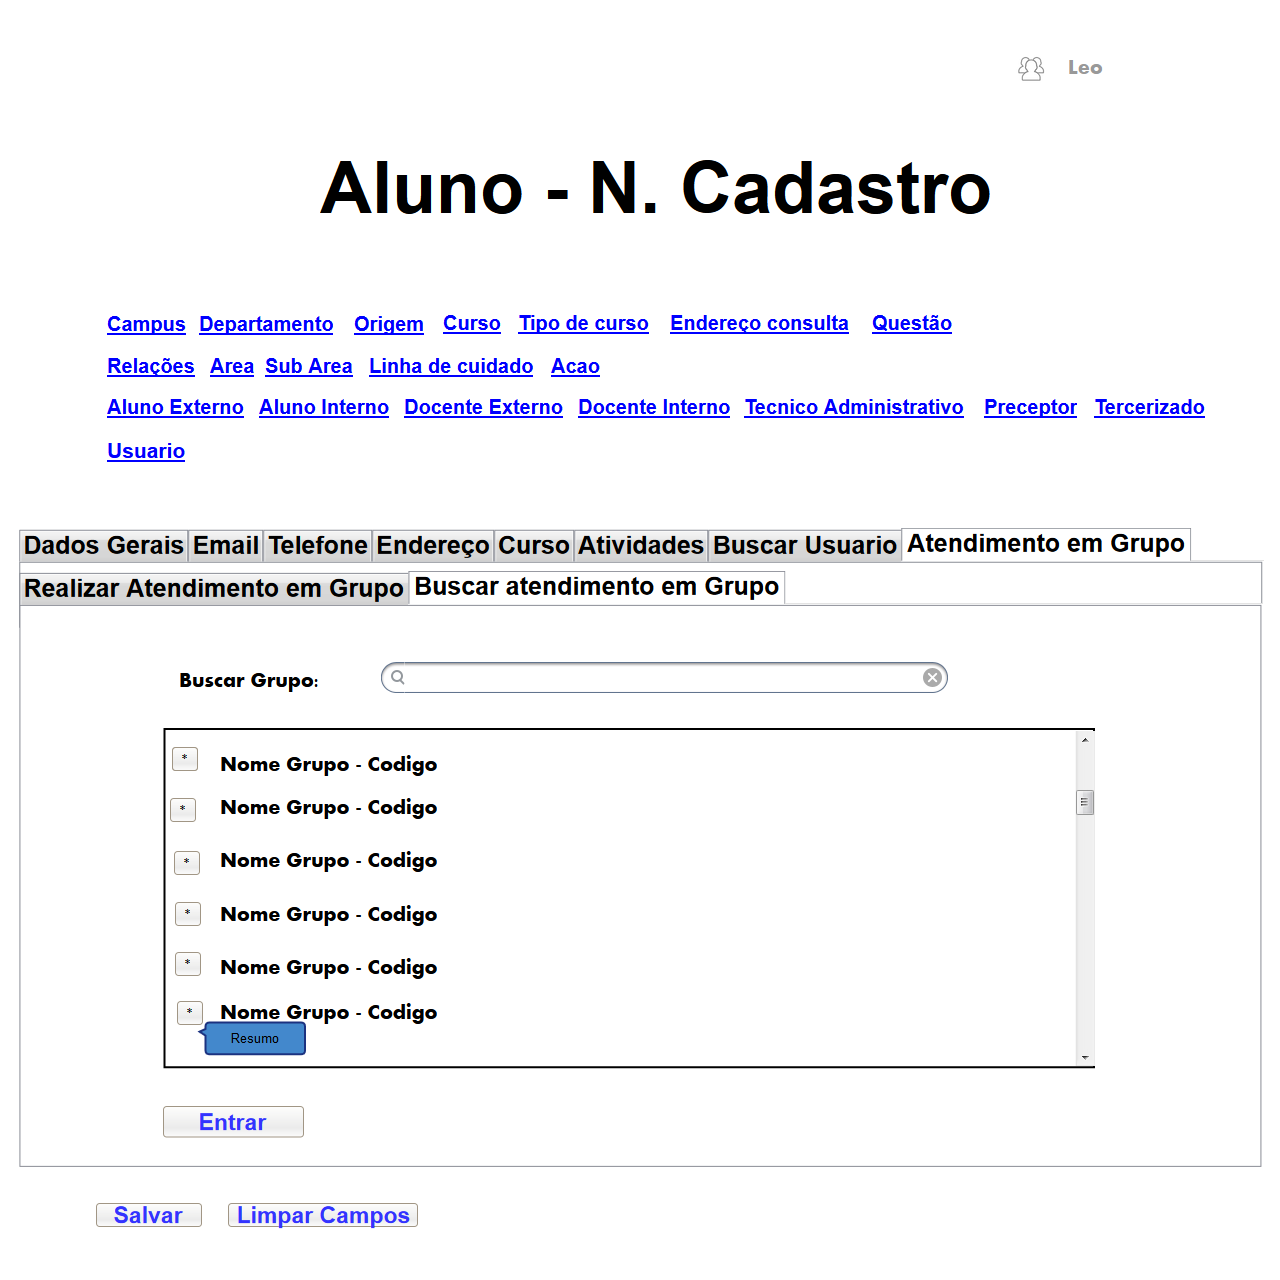 Leo
Aluno - N. Cadastro
Campus Departamento Origem Curso Tipo de curso Endereço consulta Questão
Relações Area Sub Area Linha de cuidado Acao
Aluno Externo Aluno Interno Docente Externo Docente Interno Tecnico Administrativo Preceptor Tercerizado
Usuario
Dados Gerais Email Telefone Endereço Curso Atividades Buscar Usuario Atendimento em Grupo
Realizar Atendimento em Grupo Buscar atendimento em Grupo
Buscar Grupo:
* Nome Grupo - Codigo
* Nome Grupo - Codigo
* Nome Grupo - Codigo
* Nome Grupo - Codigo
* Nome Grupo - Codigo
* Nome Grupo - Codigo
Resumo
Entrar
Salvar Limpar Campos